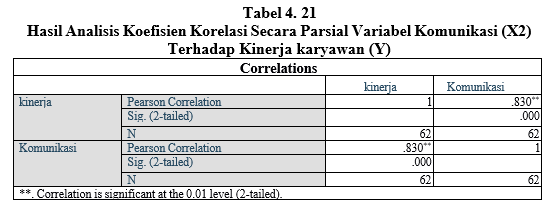 Tabel 4. 21
Hasil Analisis Koefisien Korelasi Secara Parsial Variabel Komunikasi (X2)
Terhadap Kinerja karyawan (Y)
Correlations
kinerja Komunikasi
kinerja Pearson Correlation 1 .830**
Sig. (2-tailed) .000
N 62 62
Komunikasi Pearson Correlation .830** 1
Sig. (2-tailed) .000
N 62 62
**. Correlation is significant at the 0.01 level (2-tailed).